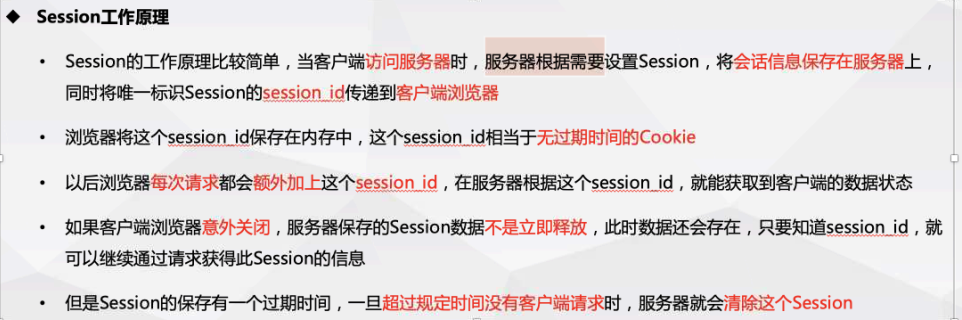 ◆ Session工作原理
• Session的工作原理比较简单，当客户端访问服务器时，服务器根据需要设置Session，将会话信息保存在服务器上，
同时将唯一标识Session的session_id传递到客户端浏览器
• 浏览器将这个session_id保存在内存中，这个session_id相当于无过期时间的Cookie
• 以后浏览器每次请求都会额外加上这个session_id，在服务器根据这个session_id，就能获取到客户端的数据状态
• 如果客户端浏览器意外关闭，服务器保存的Session数据不是立即释放，此时数据还会存在，只要知道session_id，就
可以继续通过请求获得此Session的信息
• 但是Session的保存有一个过期时间，一旦超过规定时间没有客户端请求时，服务器就会清除这个Session